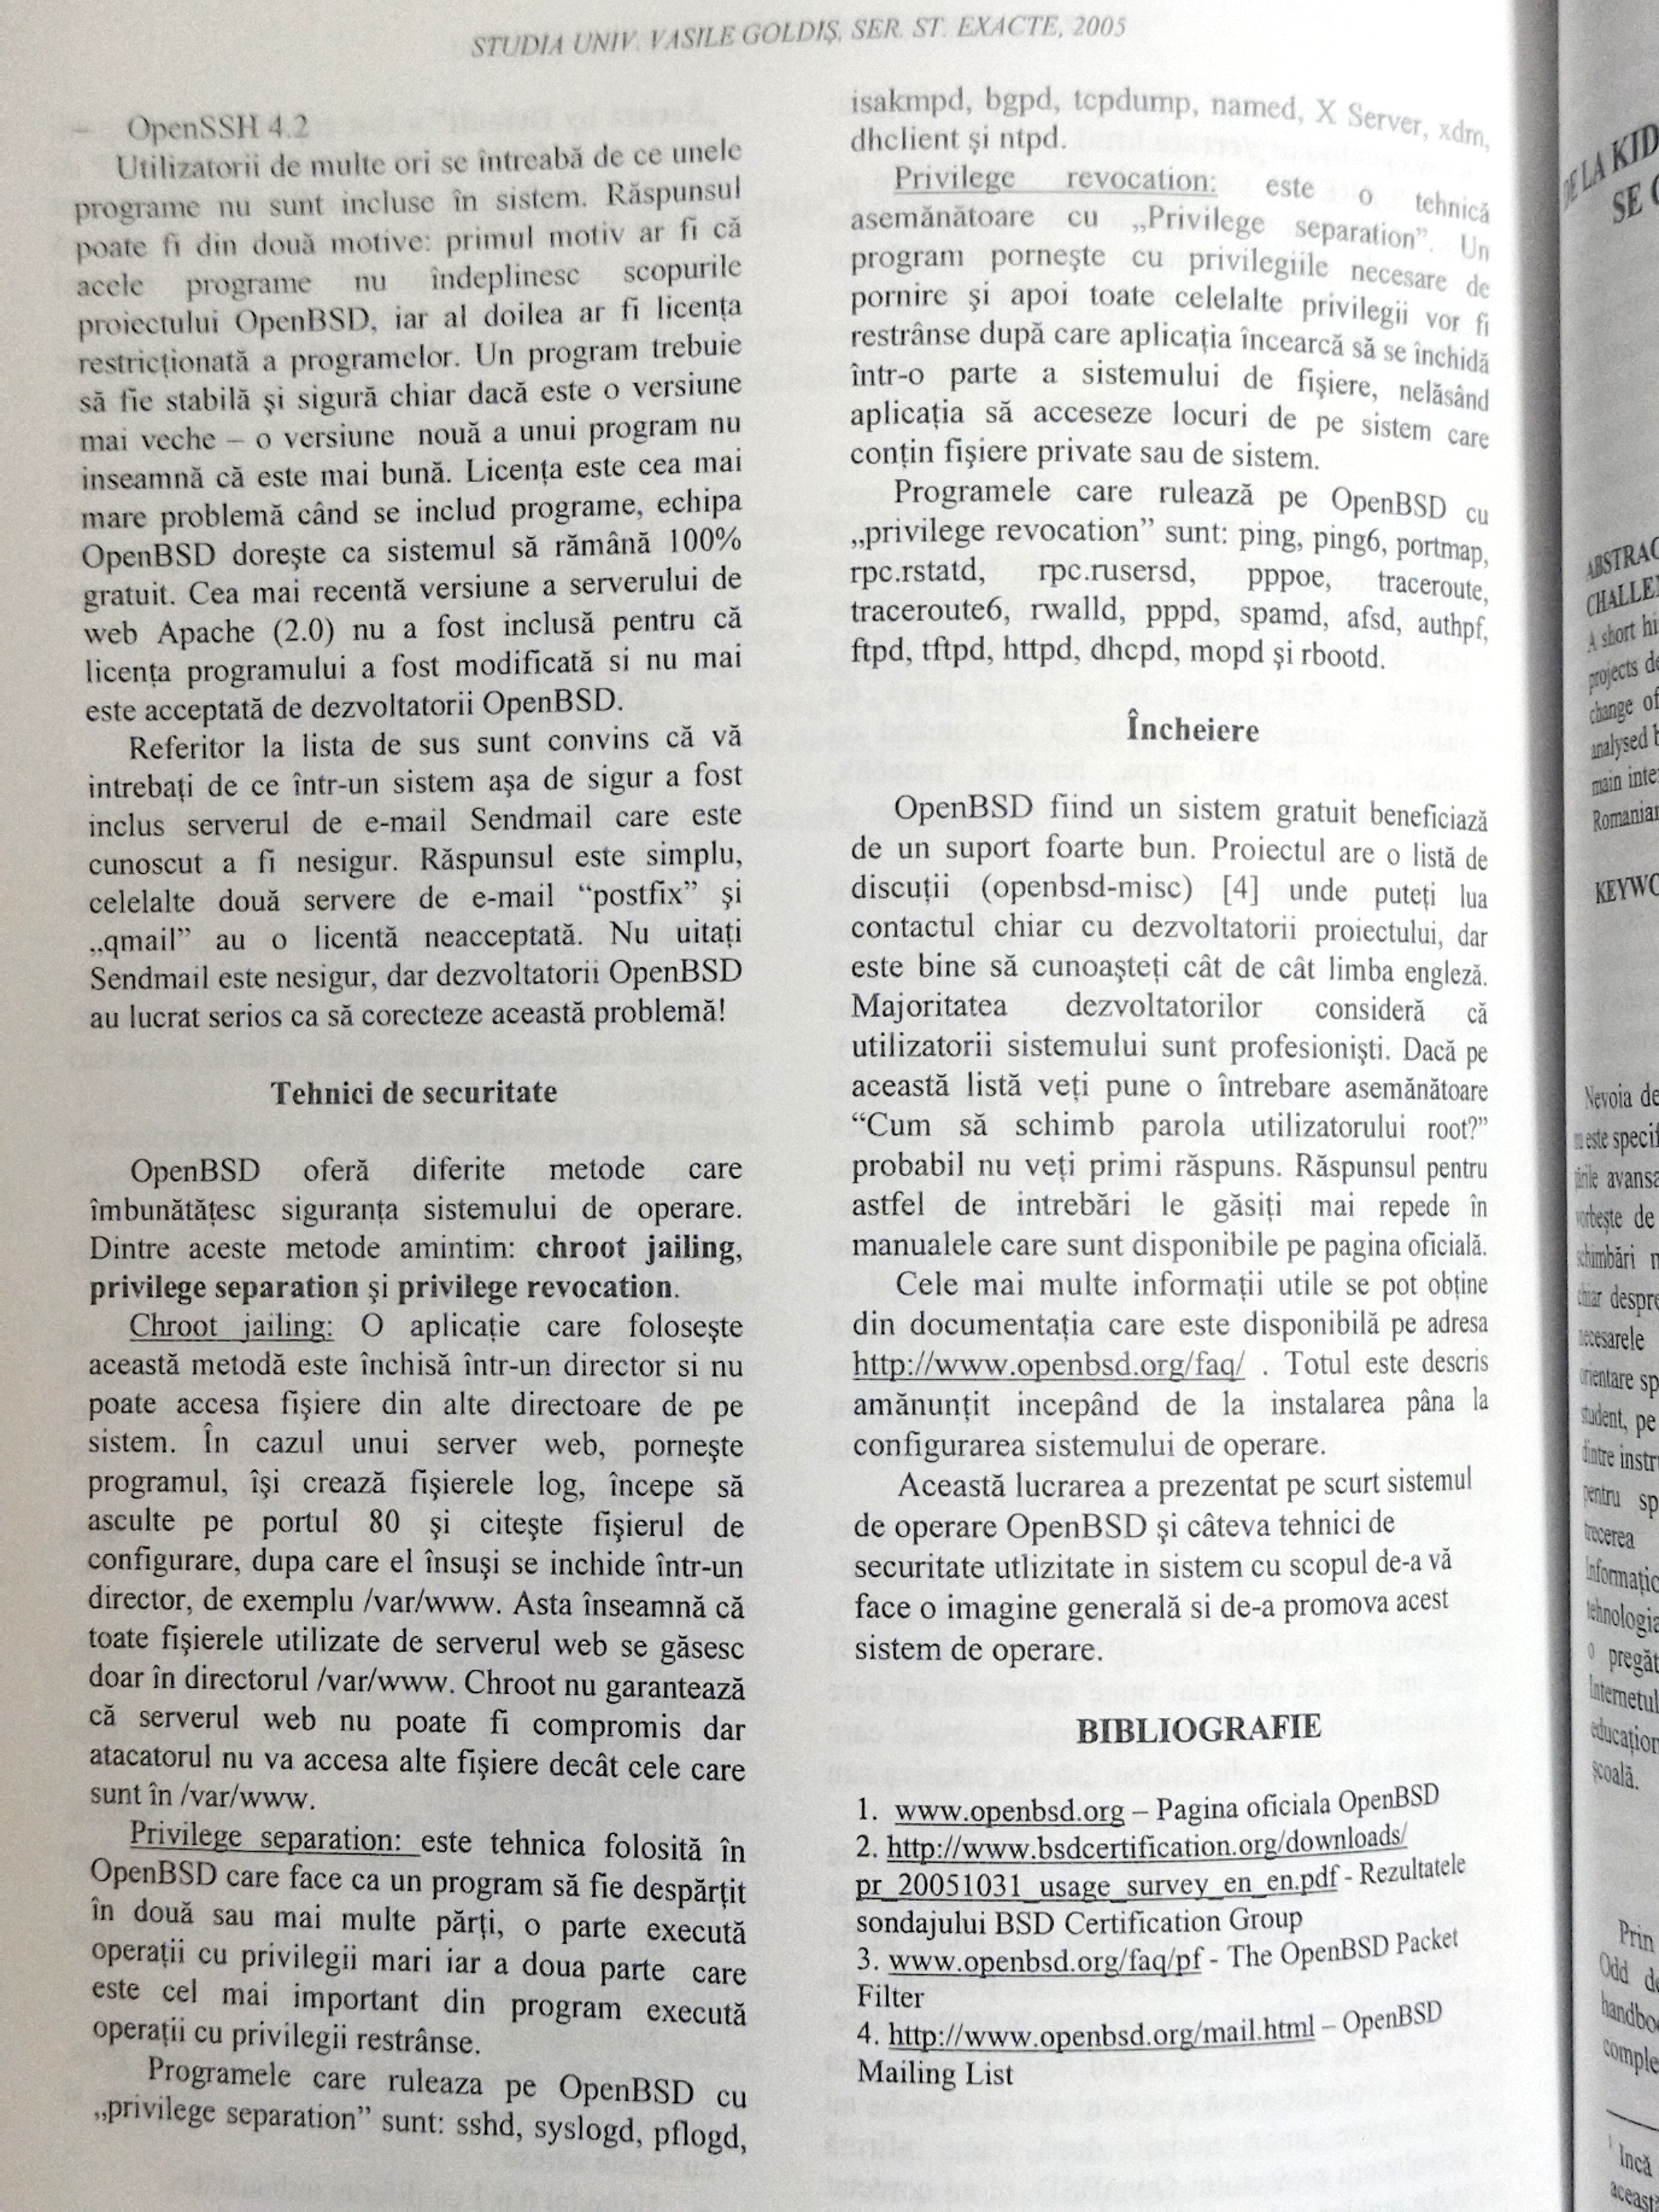 STUDIA UNIV. VASILE GOLDIŞ, SER. ST. EXACTE, 2005
– OpenSSH 4.2
Utilizatorii de multe ori se întreabă de ce unele
programe nu sunt incluse în sistem. Răspunsul
poate fi din două motive: primul motiv ar fi că
acele programe nu îndeplinesc scopurile
proiectului OpenBSD, iar al doilea ar fi licenţa
restricţionată a programelor. Un program trebuie
să fie stabilă şi sigură chiar dacă este o versiune
mai veche – o versiune nouă a unui program nu
inseamnă că este mai bună. Licenţa este cea mai
mare problemă când se includ programe, echipa
OpenBSD doreşte ca sistemul să rămână 100%
gratuit. Cea mai recentă versiune a serverului de
web Apache (2.0) nu a fost inclusă pentru că
licenţa programului a fost modificată si nu mai
este acceptată de dezvoltatorii OpenBSD.
Referitor la lista de sus sunt convins că vă
intrebaţi de ce într-un sistem aşa de sigur a fost
inclus serverul de e-mail Sendmail care este
cunoscut a fi nesigur. Răspunsul este simplu,
celelalte două servere de e-mail “postfix” şi
„qmail” au o licentă neacceptată. Nu uitaţi
Sendmail este nesigur, dar dezvoltatorii OpenBSD
au lucrat serios ca să corecteze această problemă!
Tehnici de securitate
OpenBSD oferă diferite metode care
îmbunătăţesc siguranţa sistemului de operare.
Dintre aceste metode amintim: chroot jailing,
privilege separation şi privilege revocation.
Chroot jailing: O aplicaţie care foloseşte
această metodă este închisă într-un director si nu
poate accesa fişiere din alte directoare de pe
sistem. În cazul unui server web, porneşte
programul, îşi crează fişierele log, începe să
asculte pe portul 80 şi citeşte fişierul de
configurare, dupa care el însuşi se inchide într-un
director, de exemplu /var/www. Asta înseamnă că
toate fişierele utilizate de serverul web se găsesc
doar în directorul /var/www. Chroot nu garantează
că serverul web nu poate fi compromis dar
atacatorul nu va accesa alte fişiere decât cele care
sunt în /var/www.
Privilege separation: este tehnica folosită în
OpenBSD care face ca un program să fie despărţit
în două sau mai multe părţi, o parte execută
operaţii cu privilegii mari iar a doua parte care
este cel mai important din program execută
operaţii cu privilegii restrânse.
Programele care ruleaza pe OpenBSD cu
„privilege separation” sunt: sshd, syslogd, pflogd,
isakmpd, bgpd, tcpdump, named, X Server, xdm,
dhclient şi ntpd.
Privilege revocation: este o tehnică
asemănătoare cu „Privilege separation”. Un
program porneşte cu privilegiile necesare de
pornire şi apoi toate celelalte privilegii vor fi
restrânse după care aplicaţia încearcă să se închidă
într-o parte a sistemului de fişiere, nelăsând
aplicaţia să acceseze locuri de pe sistem care
conţin fişiere private sau de sistem.
Programele care rulează pe OpenBSD cu
„privilege revocation” sunt: ping, ping6, portmap,
rpc.rstatd, rpc.rusersd, pppoe, traceroute,
traceroute6, rwalld, pppd, spamd, afsd, authpf,
ftpd, tftpd, httpd, dhcpd, mopd şi rbootd.
Încheiere
OpenBSD fiind un sistem gratuit beneficiază
de un suport foarte bun. Proiectul are o listă de
discuţii (openbsd-misc) [4] unde puteţi lua
contactul chiar cu dezvoltatorii proiectului, dar
este bine să cunoaşteţi cât de cât limba engleză.
Majoritatea dezvoltatorilor consideră că
utilizatorii sistemului sunt profesionişti. Dacă pe
această listă veţi pune o întrebare asemănătoare
“Cum să schimb parola utilizatorului root?”
probabil nu veţi primi răspuns. Răspunsul pentru
astfel de intrebări le găsiţi mai repede în
manualele care sunt disponibile pe pagina oficială.
Cele mai multe informaţii utile se pot obţine
din documentaţia care este disponibilă pe adresa
http://www.openbsd.org/faq/ . Totul este descris
amănunţit incepând de la instalarea pâna la
configurarea sistemului de operare.
Această lucrarea a prezentat pe scurt sistemul
de operare OpenBSD şi câteva tehnici de
securitate utlizitate in sistem cu scopul de-a vă
face o imagine generală si de-a promova acest
sistem de operare.
BIBLIOGRAFIE
1. www.openbsd.org – Pagina oficiala OpenBSD
2. http://www.bsdcertification.org/downloads/
pr_20051031_usage_survey_en_en.pdf - Rezultatele
sondajului BSD Certification Group
3. www.openbsd.org/faq/pf - The OpenBSD Packet
Filter
4. http://www.openbsd.org/mail.html – OpenBSD
Mailing List
DE LA KID
SE
A short
projects
change of
analysed
main
Romanian
Nevoia de
este
avansa
de
despre
orientare
student, pe
dintre
pentru
trecerea
o
Internetul
şcoală.
Prin
Odd
Încă